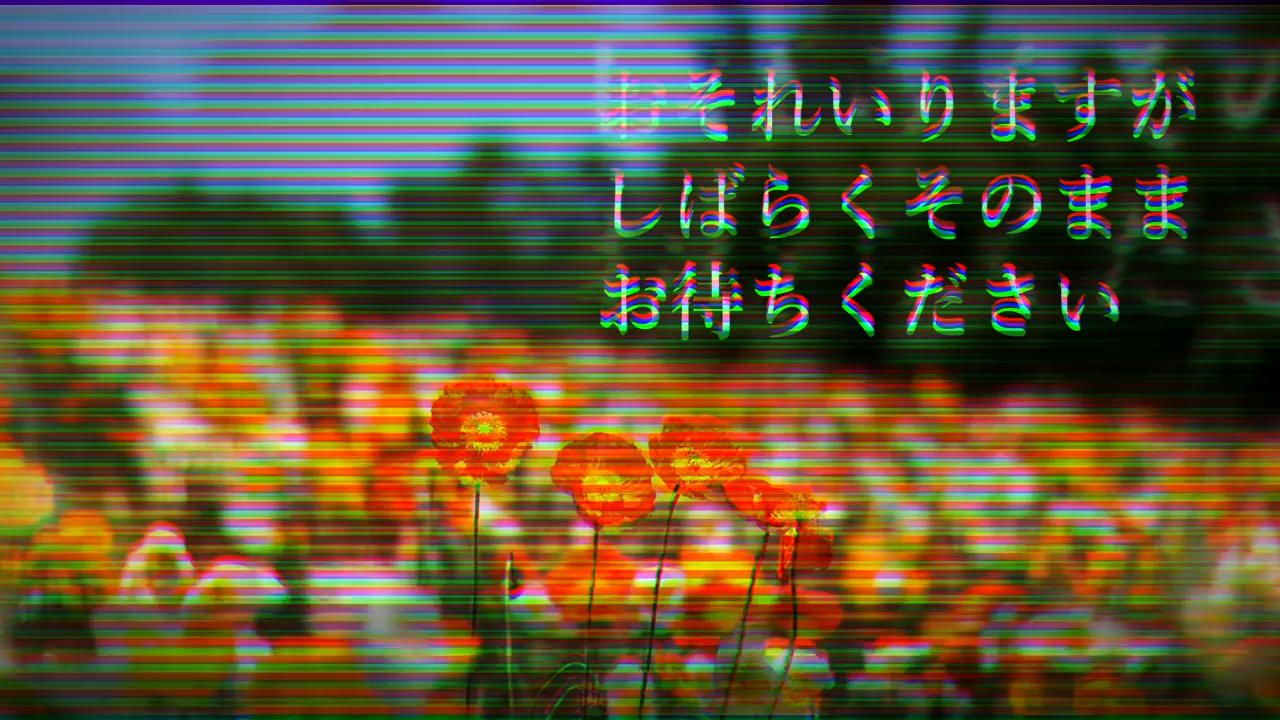 おそれいりますが
しばらくそのまま
お待ちください